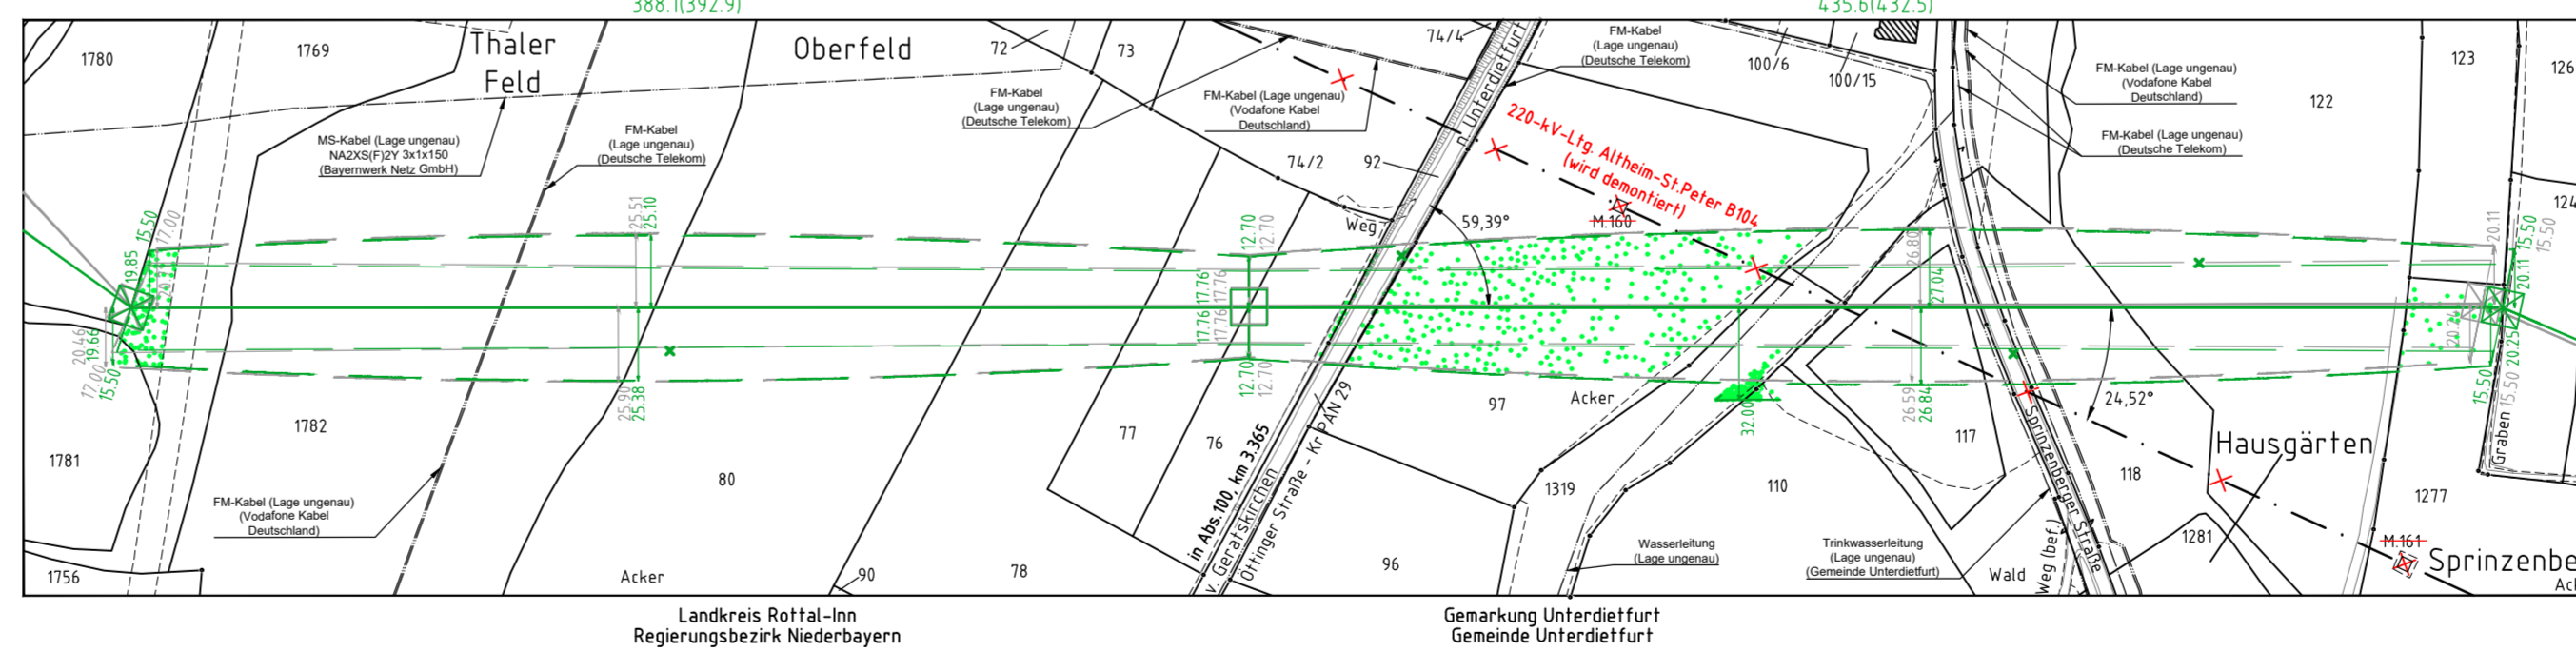 388.1(392.9)
435.6(432.5)
1780
1769
Thaler
Feld
Oberfeld
72
73
74/4
n Unterdietfurt
FM-Kabel
(Lage ungenau)
(Deutsche Telekom)
100/6
100/15
FM-Kabel (Lage ungenau)
(Vodafone Kabel
Deutschland)
122
123
126
FM-Kabel
(Lage ungenau)
(Deutsche Telekom)
FM-Kabel (Lage ungenau)
(Vodafone Kabel
Deutschland)
220-kV-Ltg. Altheim-St.Peter B104
(wird demontiert)
MS-Kabel (Lage ungenau)
NA2XS(F)2Y 3x1x150
(Bayernwerk Netz GmbH)
FM-Kabel
(Lage ungenau)
(Deutsche Telekom)
FM-Kabel (Lage ungenau)
(Deutsche Telekom)
74/2
92
124
Weg
59,39°
M.160
15.50
17.00
19.85
25.51
25.10
12.70
12.70
26.80
27.04
20.11
15.50
15.50
20.11
17.76
17.76
17.76
17.76
20.46
19.66
17.00
15.50
25.90
25.38
12.70
12.70
32.00
26.59
26.84
20.25
15.50
15.50
24,52°
97
Acker
1782
1781
77
76
80
117
118
Hausgärten
Graben
1277
1319
110
in Abs.100, km 3.365
v. Geratskirchen
Öttinger Straße - Kr PAN 29
Sprinzenberger Straße
FM-Kabel (Lage ungenau)
(Vodafone Kabel
Deutschland)
1281
M.161
Wasserleitung
(Lage ungenau)
Trinkwasserleitung
(Lage ungenau)
(Gemeinde Unterdietfurt)
Wald
Weg (bef.)
Sprinzenbe
Ac
1756
Acker
90
78
96
Landkreis Rottal-Inn
Regierungsbezirk Niederbayern
Gemarkung Unterdietfurt
Gemeinde Unterdietfurt